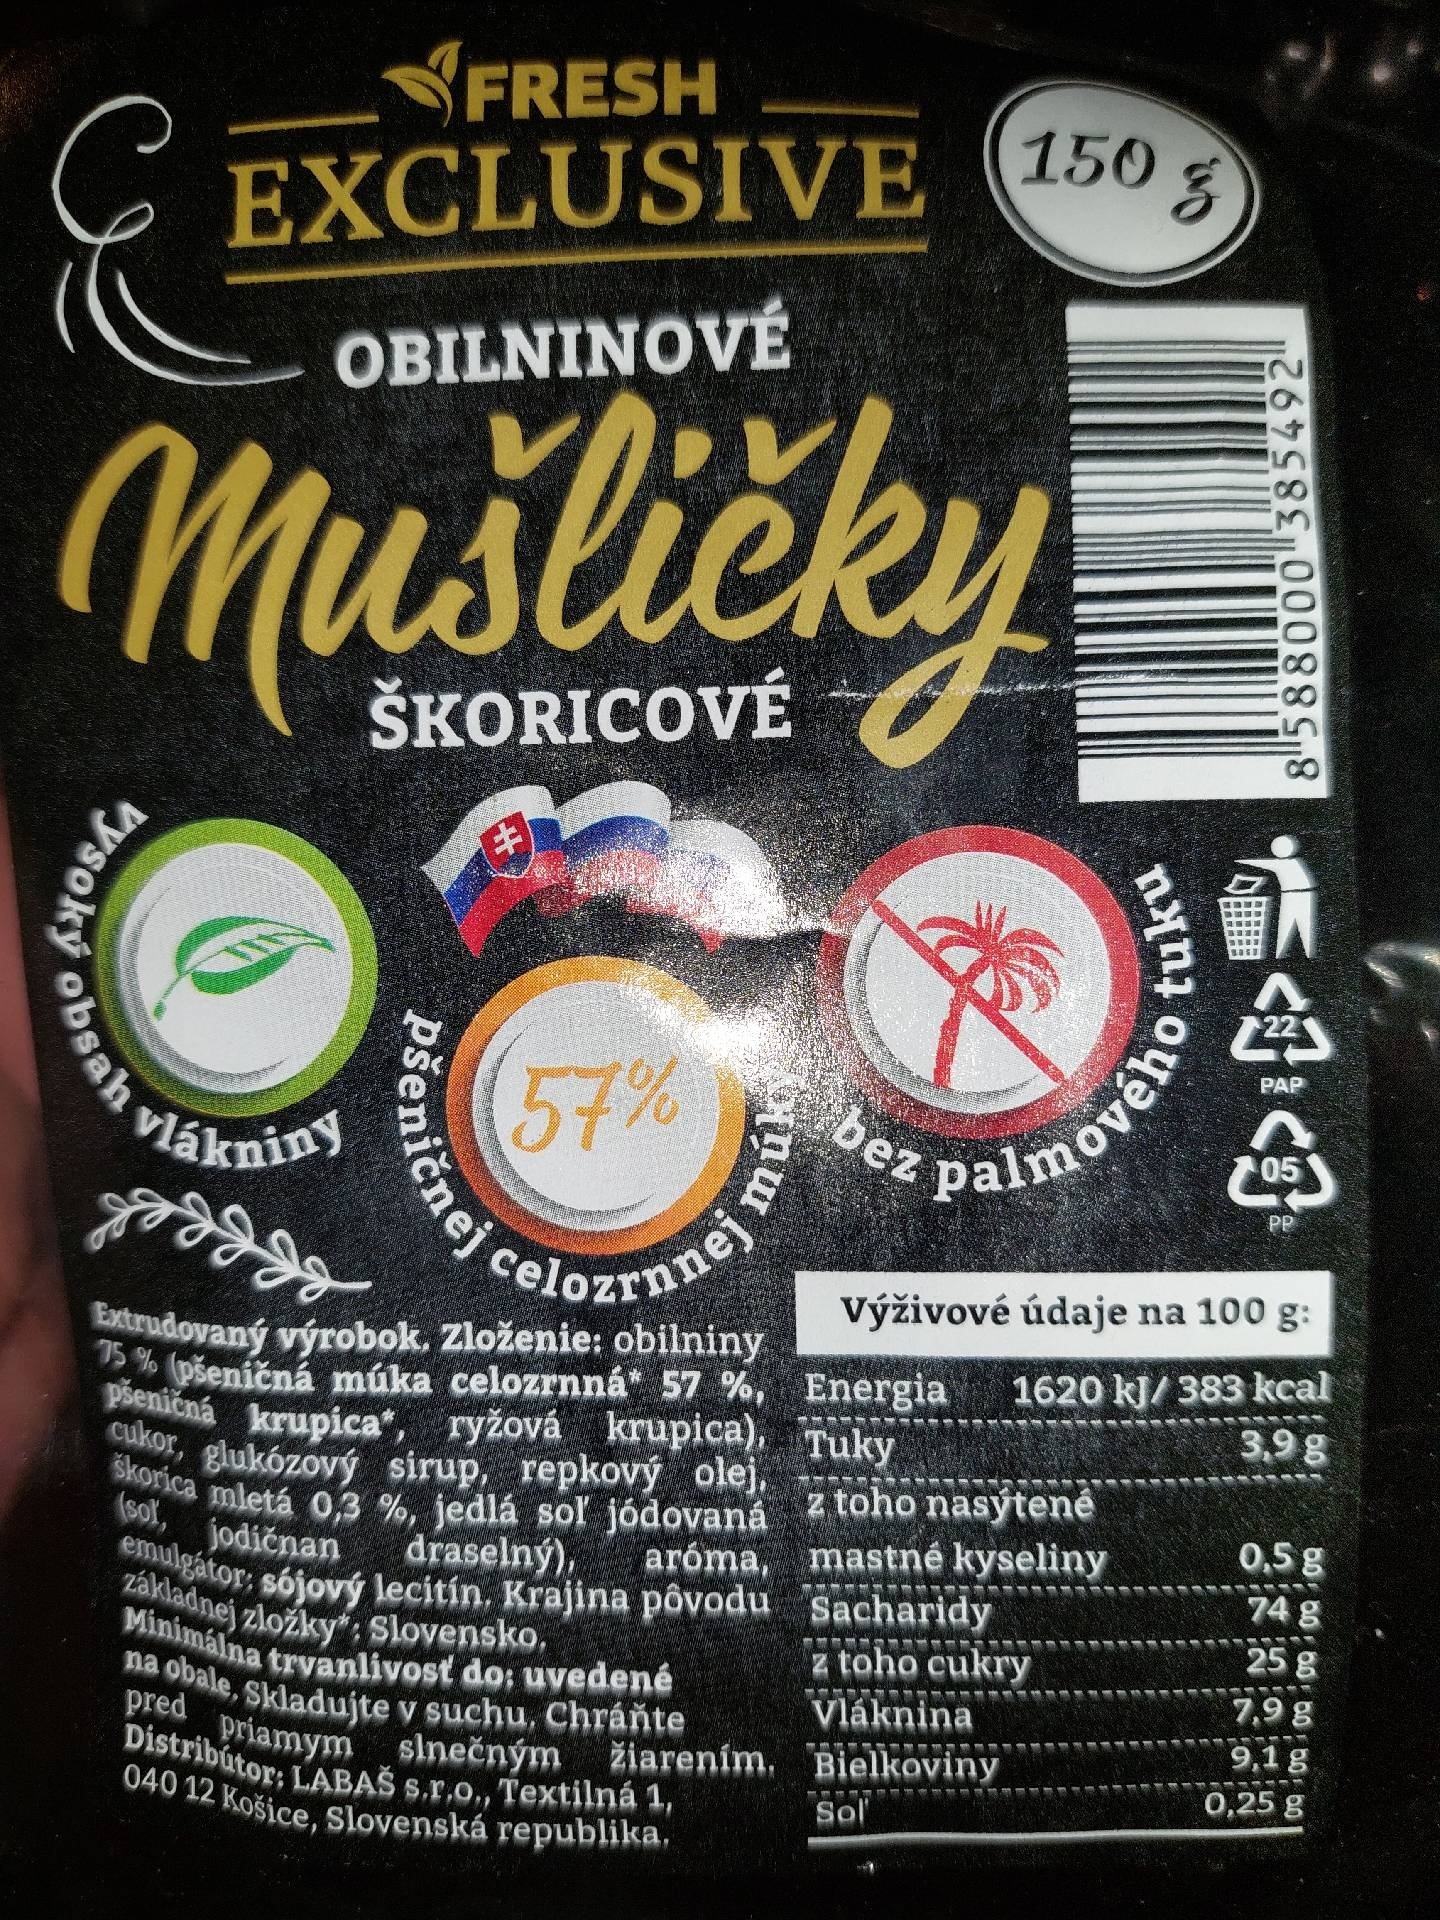 FRESH
EXCLUSIVE
150 g
OBILNINOVÉ
Mušličky
ŠKORICOVÉ
8 588000 385492
vysoký obsah vlákniny
57%
pšeničnej celozrnnej múky
bez palmového tuku
22
PAP
05
PP
Extrudovaný výrobok. Zloženie: obilniny
75 % (pšeničná múka celozrnná* 57 %,
pšeničná krupica*, ryžová krupica),
cukor, glukózový sirup, repkový olej,
škorica mletá 0,3 %, jedlá soľ jódovaná
(soľ, jodičnan draselný), aróma,
emulgátor: sójový lecitín. Krajina pôvodu
základnej zložky*: Slovensko.
Minimálna trvanlivosť do: uvedené
na obale. Skladujte v suchu. Chráňte
pred priamym slnečným žiarením.
Distribútor: LABAŠ s.r.o., Textilná 1,
040 12 Košice, Slovenská republika.
Výživové údaje na 100 g:
Energia 1620 kJ/ 383 kcal
Tuky 3,9 g
z toho nasýtené
mastné kyseliny 0,5 g
Sacharidy 74 g
z toho cukry 25 g
Vláknina 7,9 g
Bielkoviny 9,1 g
Soľ 0,25 g